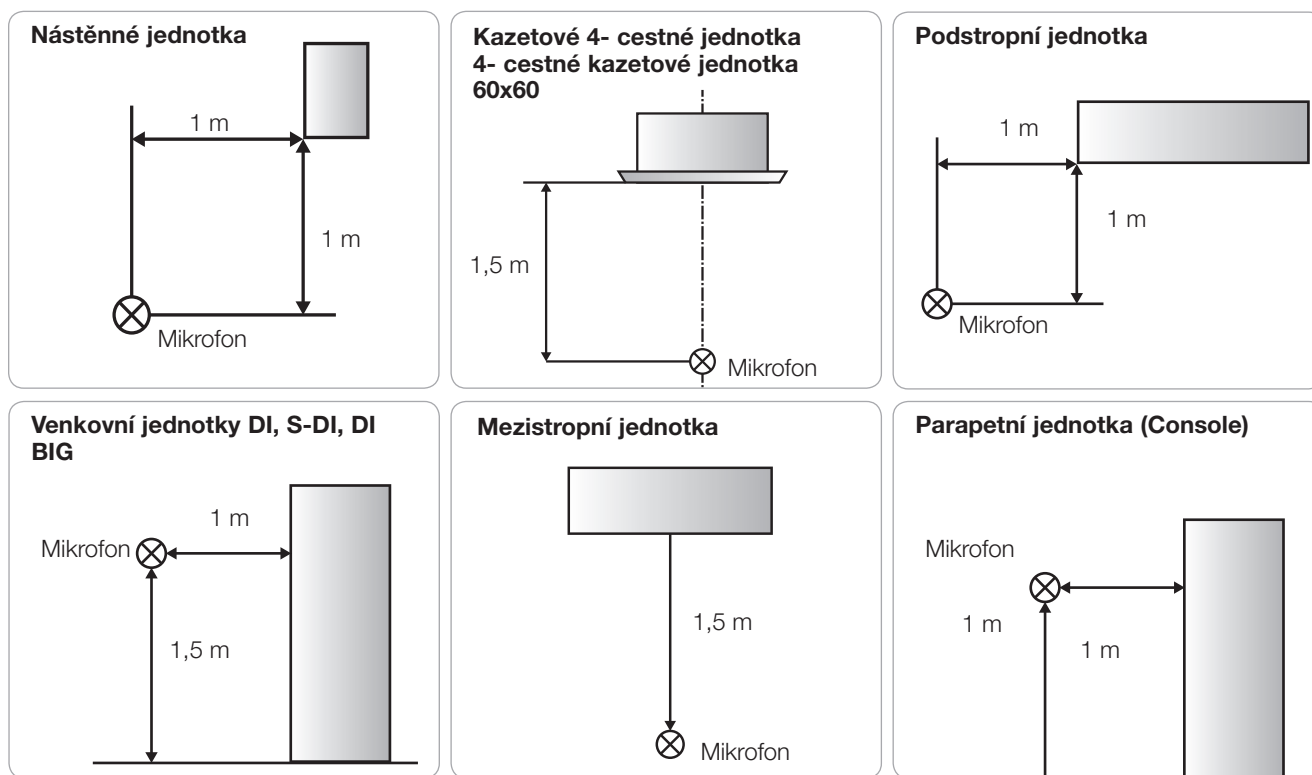 Nástěnné jednotka
1 m
1 m
Mikrofon
Kazetové 4- cestné jednotka
4- cestné kazetové jednotka
60x60
1,5 m
Mikrofon
Podstropní jednotka
1 m
1 m
Mikrofon
Venkovní jednotky DI, S-DI, DI
BIG
1 m
Mikrofon
1,5 m
Mezistropní jednotka
1,5 m
Mikrofon
Parapetní jednotka (Console)
Mikrofon
1 m
1 m